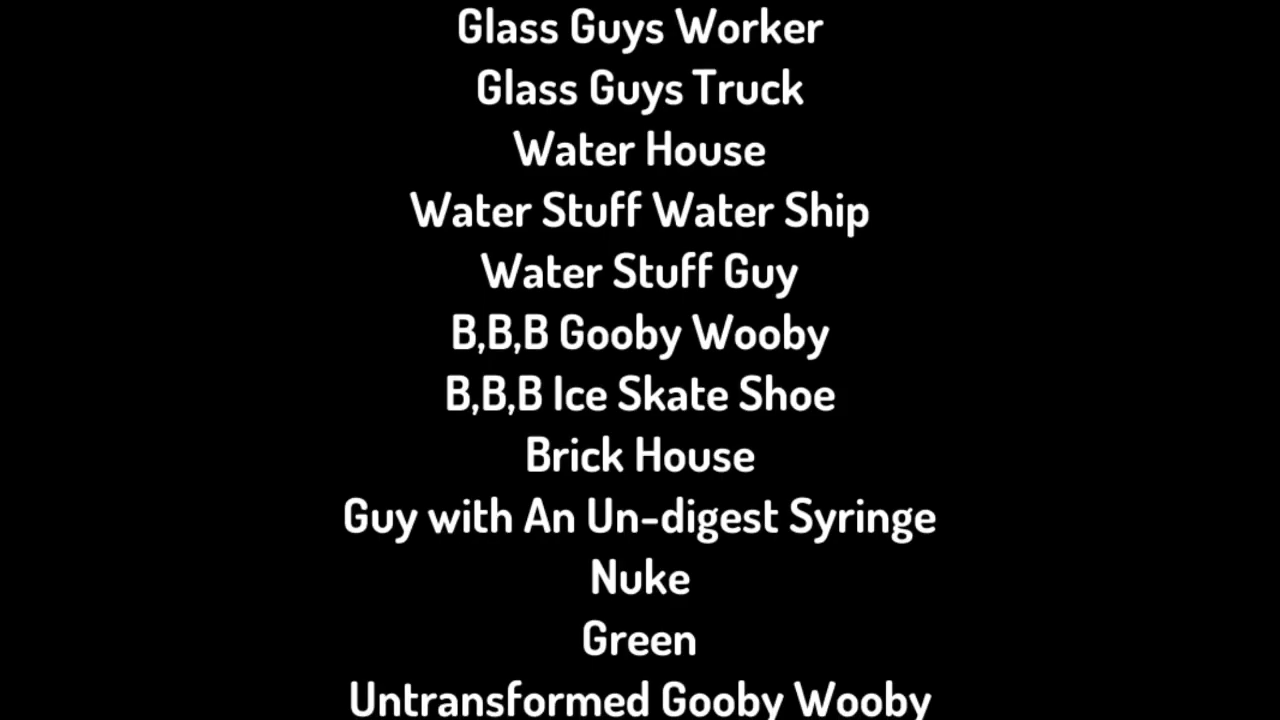 Glass Guys Worker
Glass Guys Truck
Water House
Water Stuff Water Ship
Water Stuff Guy
B,B,B Gooby Wooby
B,B,B Ice Skate Shoe
Brick House
Guy with An Un-digest Syringe
Nuke
Green
Untransformed Gooby Wooby